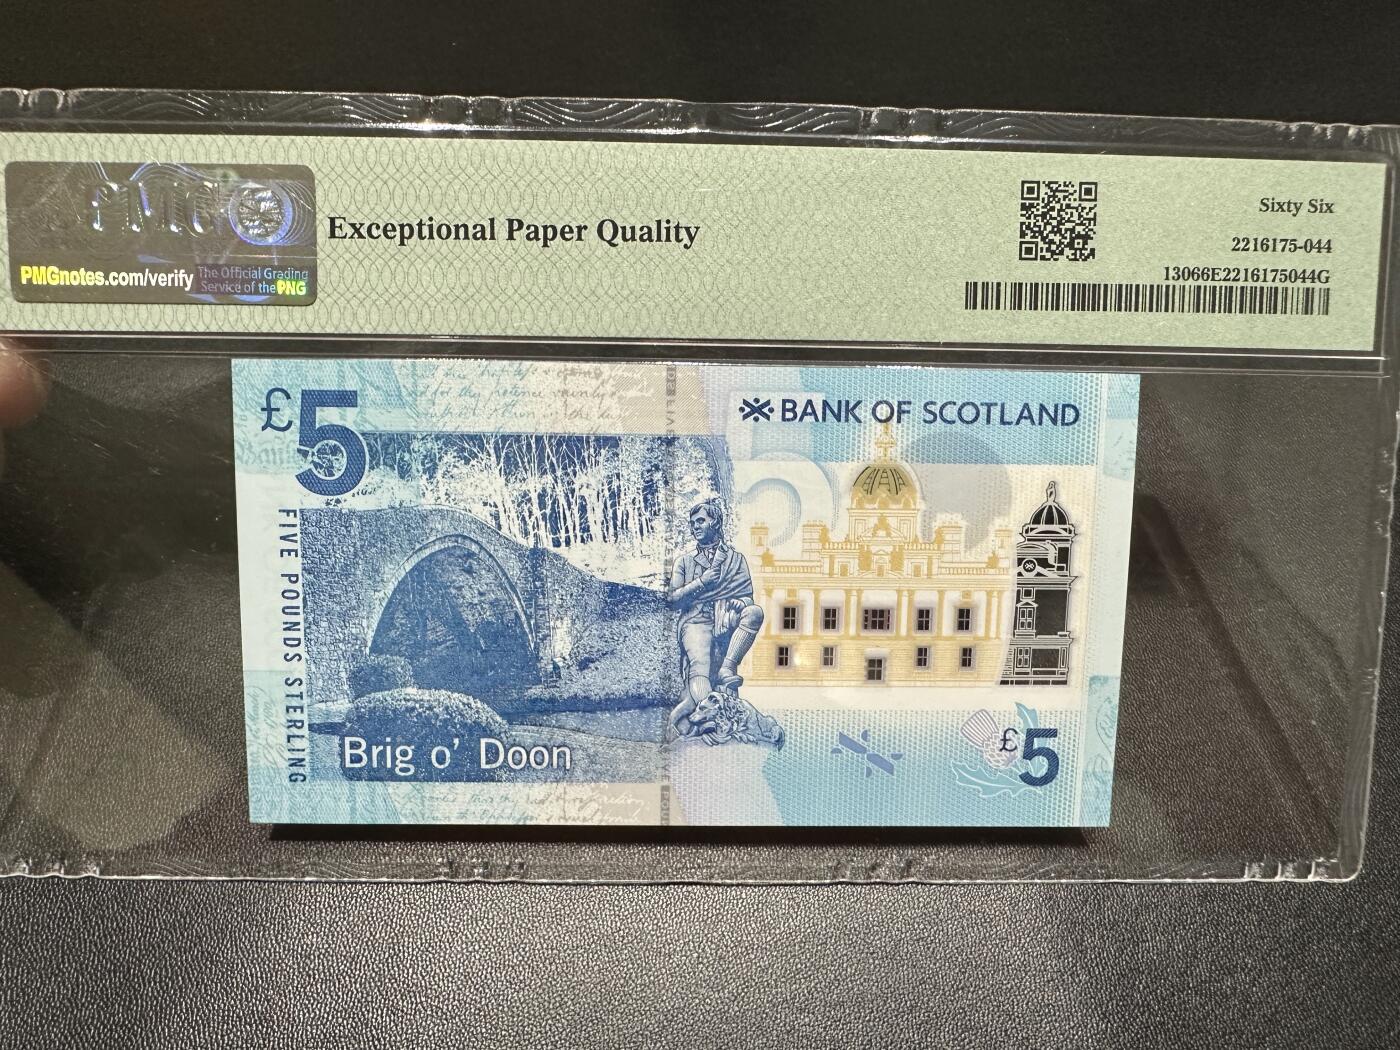 PMG
PMGnotes.com/verify
The Official Grading
Service of the PNG
Exceptional Paper Quality
Sixty Six
2216175-044
13066E2216175044G
£5
BANK OF SCOTLAND
FIVE POUNDS STERLING
Brig o' Doon
£5